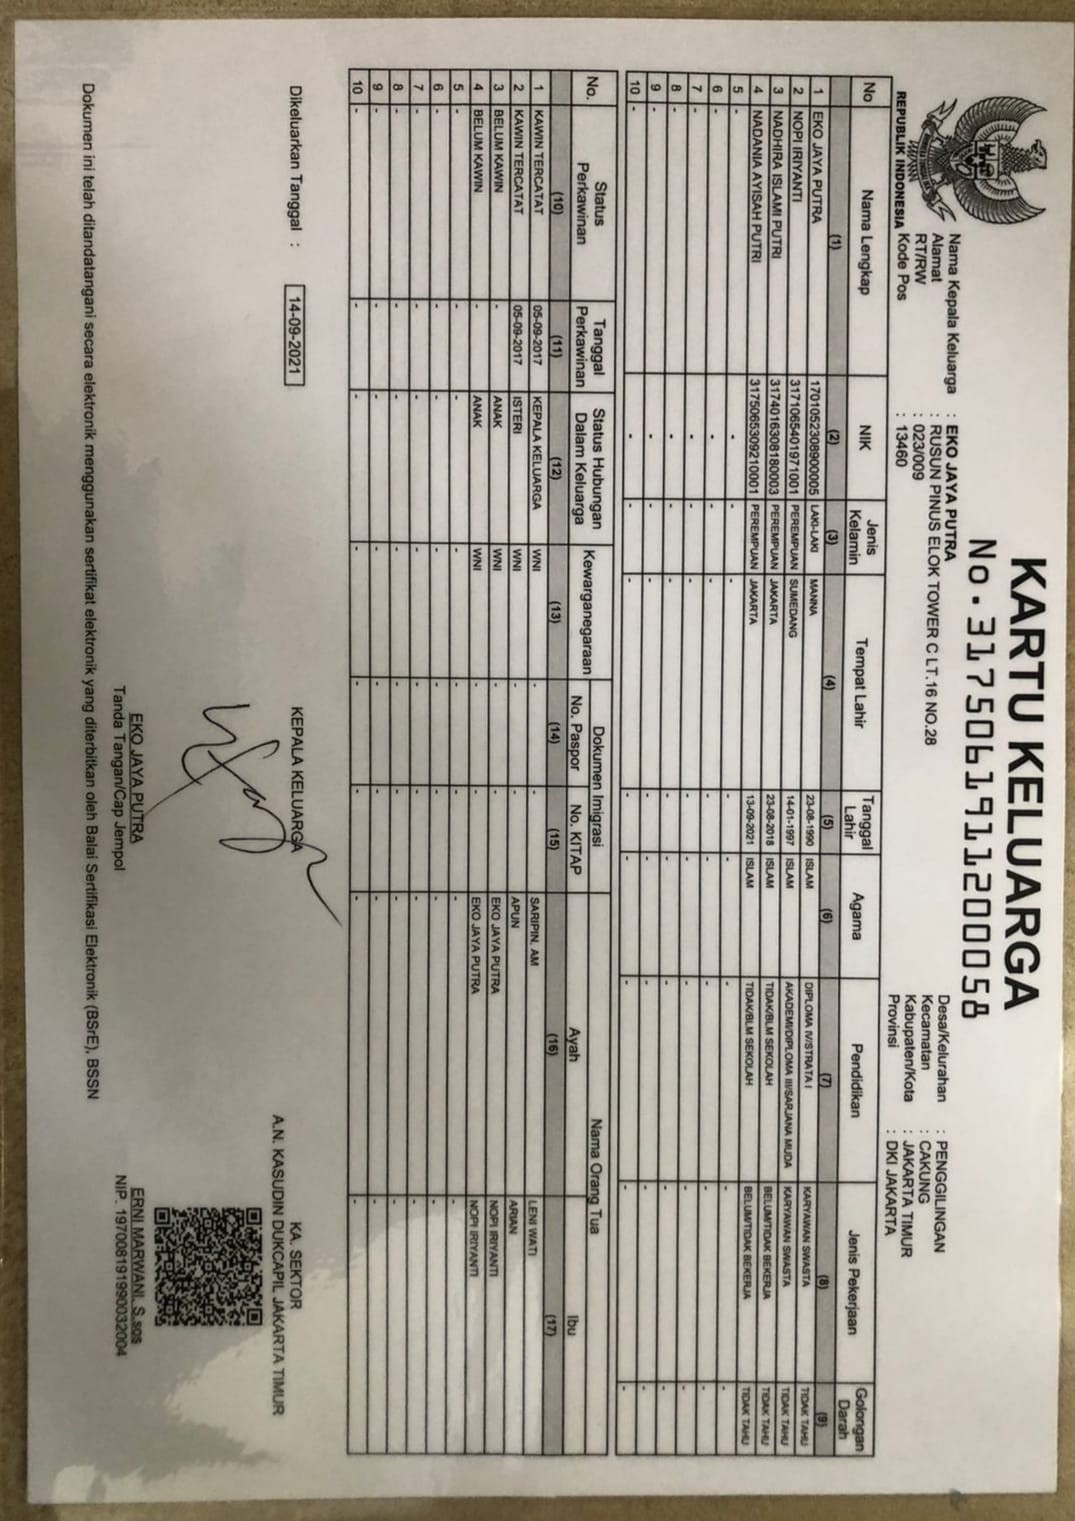 KARTU KELUARGA
No. 3175061911200058
Nama Kepala Keluarga : EKO JAYA PUTRA
Alamat : RUSUN PINUS ELOK TOWER C LT.16 NO.28
RT/RW : 023/009
Kode Pos : 13460
REPUBLIK INDONESIA
Desa/Kelurahan : PENGGILINGAN
Kecamatan : CAKUNG
Kabupaten/Kota : JAKARTA TIMUR
Provinsi : DKI JAKARTA
No Nama Lengkap NIK Jenis Kelamin Tempat Lahir Tanggal Lahir Agama Pendidikan Jenis Pekerjaan Golongan Darah
(1) (2) (3) (4) (5) (6) (7) (8) (9)
1 EKO JAYA PUTRA 1701052308900005 LAKI-LAKI MANNA 23-08-1990 ISLAM DIPLOMA IV/STRATA I KARYAWAN SWASTA TIDAK TAHU
2 NOPI IRIYANTI 3171065401971001 PEREMPUAN SUMEDANG 14-01-1997 ISLAM AKADEMI/DIPLOMA III/SARJANA MUDA KARYAWAN SWASTA TIDAK TAHU
3 NADHIRA ISLAMI PUTRI 3174016308180003 PEREMPUAN JAKARTA 23-08-2018 ISLAM TIDAK/BLM SEKOLAH BELUM/TIDAK BEKERJA TIDAK TAHU
4 NADANIA AYISAH PUTRI 3175065309210001 PEREMPUAN JAKARTA 13-09-2021 ISLAM TIDAK/BLM SEKOLAH BELUM/TIDAK BEKERJA TIDAK TAHU
5 - - - - - - - - -
6 - - - - - - - - -
7 - - - - - - - - -
8 - - - - - - - - -
9 - - - - - - - - -
10 - - - - - - - - -
No. Status Perkawinan Tanggal Perkawinan Status Hubungan Dalam Keluarga Kewarganegaraan Dokumen Imigrasi Nama Orang Tua
No. Paspor No. KITAP Ayah Ibu
(10) (11) (12) (13) (14) (15) (16) (17)
1 KAWIN TERCATAT 05-09-2017 KEPALA KELUARGA WNI - - SARIPIN. AM LENI WATI
2 KAWIN TERCATAT 05-09-2017 ISTERI WNI - - APUN ARIAN
3 BELUM KAWIN - ANAK WNI - - EKO JAYA PUTRA NOPI IRIYANTI
4 BELUM KAWIN - ANAK WNI - - EKO JAYA PUTRA NOPI IRIYANTI
5 - - - - - - - -
6 - - - - - - - -
7 - - - - - - - -
8 - - - - - - - -
9 - - - - - - - -
10 - - - - - - - -
Dikeluarkan Tanggal : 14-09-2021
KEPALA KELUARGA
EKO JAYA PUTRA
Tanda Tangan/Cap Jempol
KA. SEKTOR
A.N. KASUDIN DUKCAPIL JAKARTA TIMUR
ERNI MARWANI, S.sos
NIP. 197008191990032004
Dokumen ini telah ditandatangani secara elektronik menggunakan sertifikat elektronik yang diterbitkan oleh Balai Sertifikasi Elektronik (BSrE), BSSN